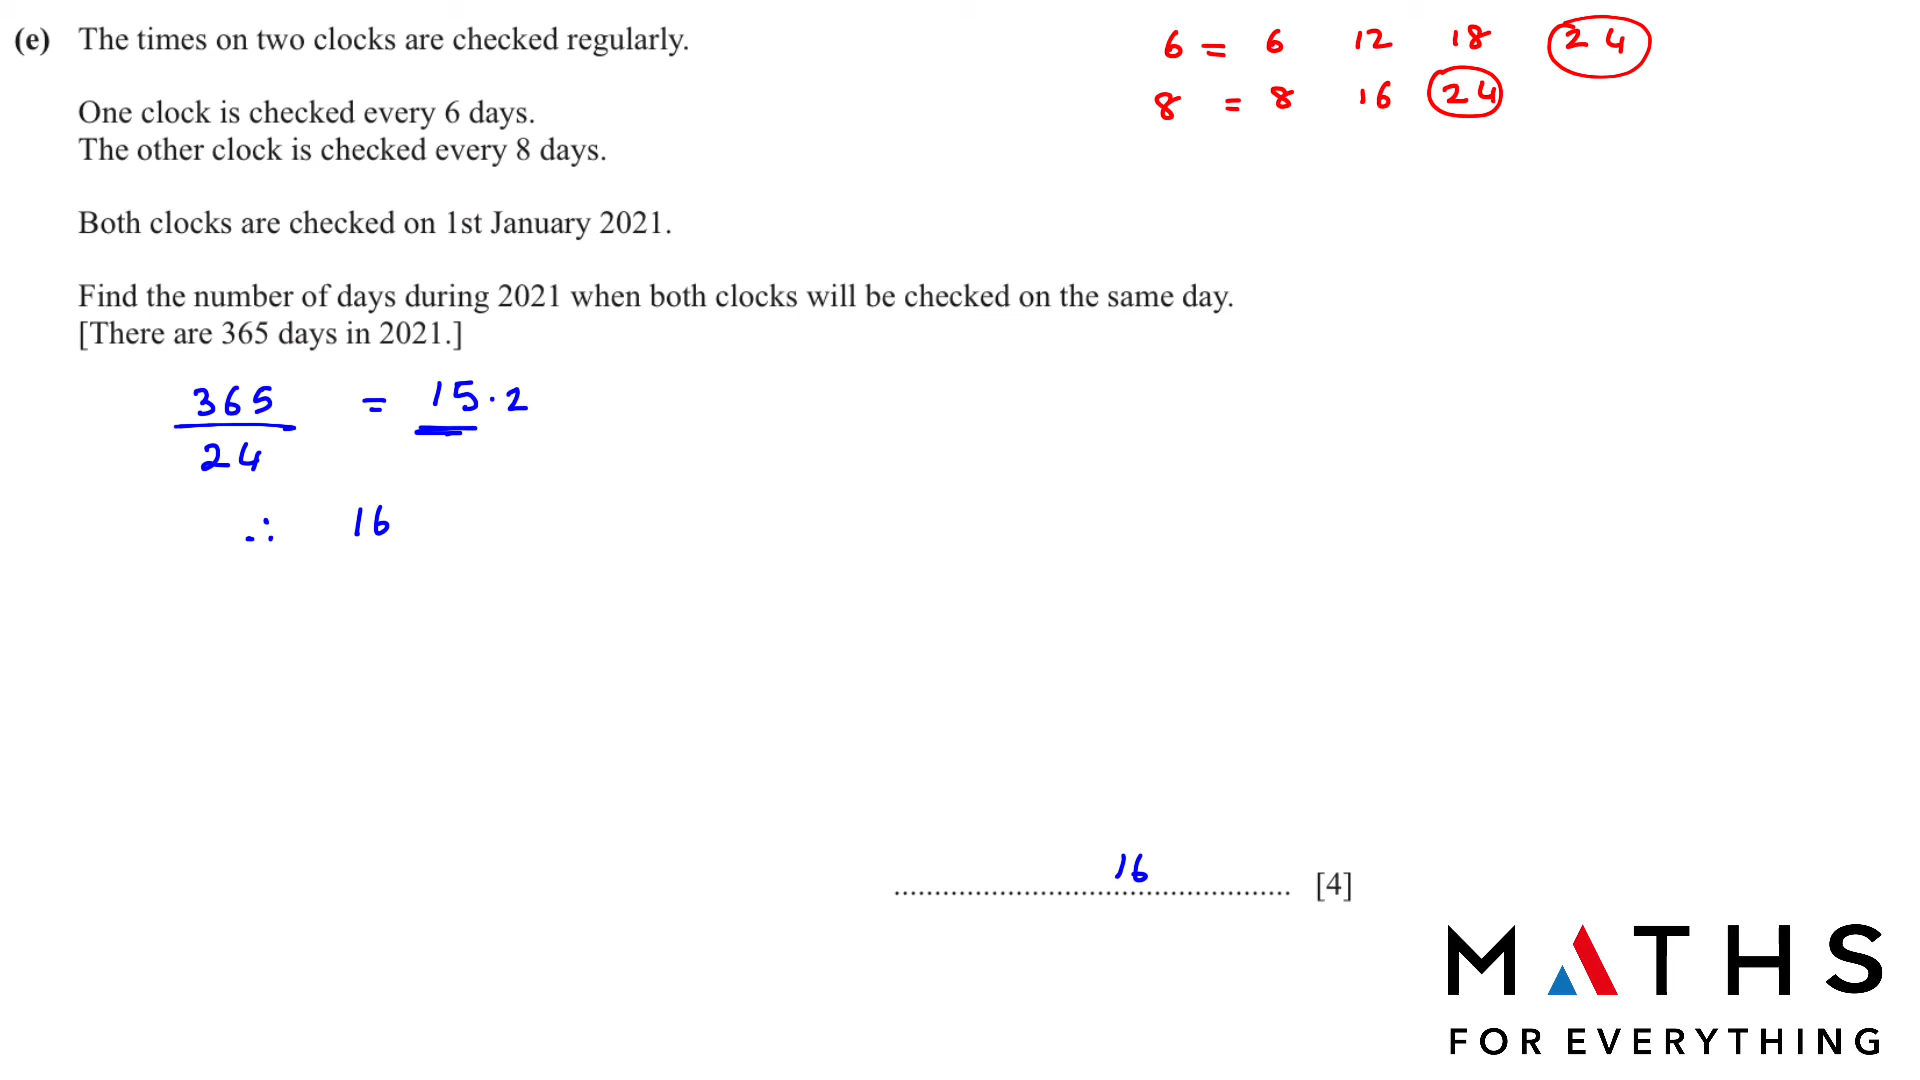 (e) The times on two clocks are checked regularly.
6 = 6 12 18 24
8 = 8 16 24
One clock is checked every 6 days.
The other clock is checked every 8 days.
Both clocks are checked on 1st January 2021.
Find the number of days during 2021 when both clocks will be checked on the same day.
[There are 365 days in 2021.]
365
24
= 15.2
∴ 16
16
.................................................. [4]
MATHS
FOR EVERYTHING